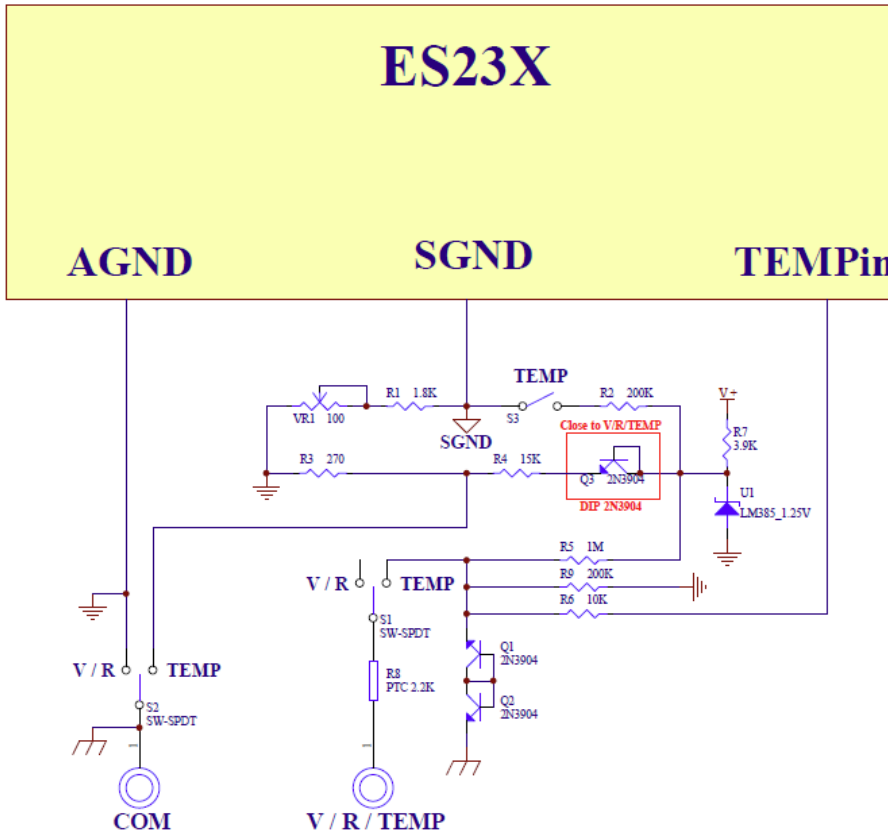 ES23X
AGND
SGND
TEMPin
TEMP
R1 1.8K
R2 200K
V+
VR1 100
S3
SGND
Close to V/R/TEMP
R7
3.9K
R3 270
R4 15K
Q3 2N3904
DIP 2N3904
U1
LM385_1.25V
R5 1M
V / R
TEMP
R9 200K
R6 10K
S1
SW-SPDT
Q1
2N3904
V / R
TEMP
R8
PTC 2.2K
Q2
2N3904
S2
SW-SPDT
1
1
COM
V / R / TEMP